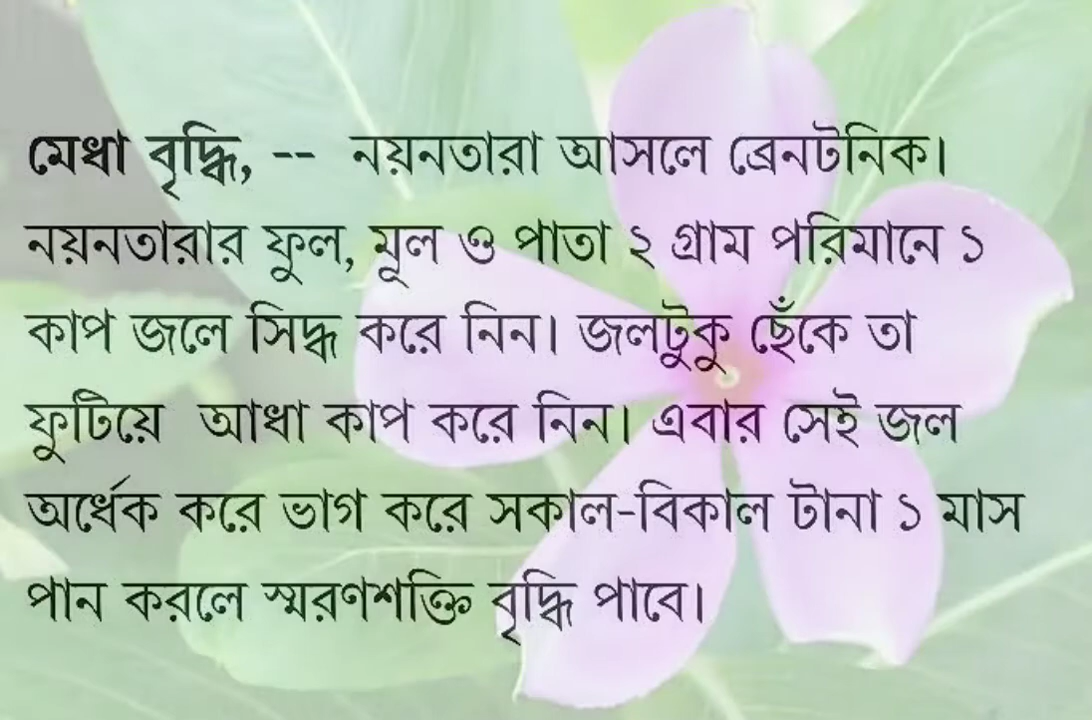 মেধা বৃদ্ধি, -- নয়নতারা আসলে ব্রেনটনিক।
নয়নতারার ফুল, মূল ও পাতা ২ গ্রাম পরিমানে ১
কাপ জলে সিদ্ধ করে নিন। জলটুকু ছেঁকে তা
ফুটিয়ে আধা কাপ করে নিন। এবার সেই জল
অর্ধেক করে ভাগ করে সকাল-বিকাল টানা ১ মাস
পান করলে স্মরণশক্তি বৃদ্ধি পাবে।